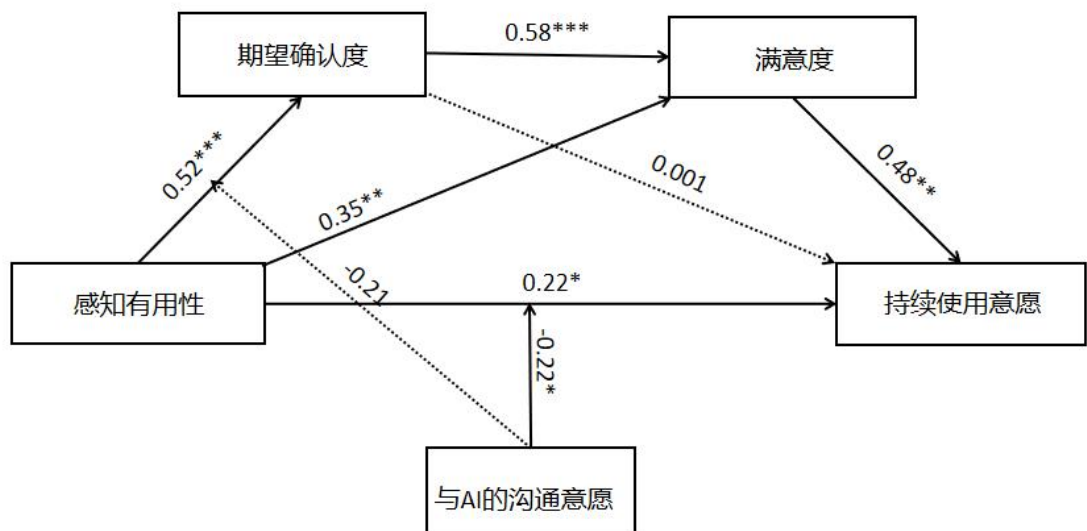 0.58***
期望确认度
满意度
0.52***
0.001
0.48**
0.35**
感知有用性
-0.21
0.22*
持续使用意愿
-0.22*
与AI的沟通意愿